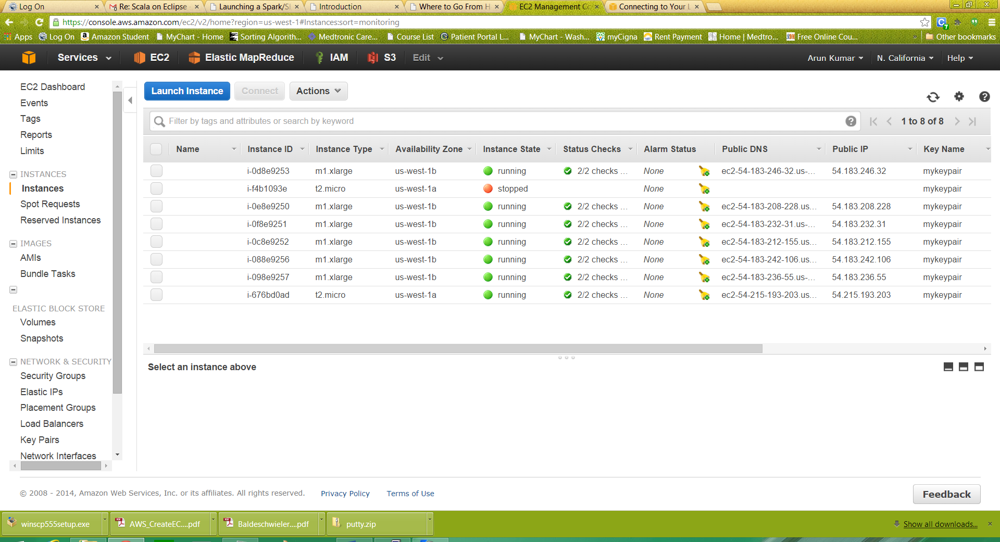 Log On
Re: Scala on Eclipse
Launching a Spark/Sh
Introduction
Where to Go From H
EC2 Management Co
Connecting to Your L
https://console.aws.amazon.com/ec2/v2/home?region=us-west-1#Instances:sort=monitoring
Apps Log On Amazon Student MyChart - Home Sorting Algorith... Medtronic Care... Course List Patient Portal L... MyChart - Wash... myCigna Rent Payment Home | Medtro... Free Online Cou... » Other bookmarks
Services EC2 Elastic MapReduce IAM S3 Edit Arun Kumar N. California Help
EC2 Dashboard
Events
Tags
Reports
Limits
INSTANCES
Instances
Spot Requests
Reserved Instances
IMAGES
AMIs
Bundle Tasks
ELASTIC BLOCK STORE
Volumes
Snapshots
NETWORK & SECURITY
Security Groups
Elastic IPs
Placement Groups
Load Balancers
Key Pairs
Network Interfaces
Launch Instance Connect Actions
Filter by tags and attributes or search by keyword
1 to 8 of 8
Name Instance ID Instance Type Availability Zone Instance State Status Checks Alarm Status Public DNS Public IP Key Name
i-0d8e9253 m1.xlarge us-west-1b running 2/2 checks ... None ec2-54-183-246-32.us-... 54.183.246.32 mykeypair
i-f4b1093e t2.micro us-west-1a stopped None mykeypair
i-0e8e9250 m1.xlarge us-west-1b running 2/2 checks ... None ec2-54-183-208-228.us... 54.183.208.228 mykeypair
i-0f8e9251 m1.xlarge us-west-1b running 2/2 checks ... None ec2-54-183-232-31.us-... 54.183.232.31 mykeypair
i-0c8e9252 m1.xlarge us-west-1b running 2/2 checks ... None ec2-54-183-212-155.us... 54.183.212.155 mykeypair
i-088e9256 m1.xlarge us-west-1b running 2/2 checks ... None ec2-54-183-242-106.us... 54.183.242.106 mykeypair
i-098e9257 m1.xlarge us-west-1b running 2/2 checks ... None ec2-54-183-236-55.us-... 54.183.236.55 mykeypair
i-676bd0ad t2.micro us-west-1a running 2/2 checks ... None ec2-54-215-193-203.us... 54.215.193.203 mykeypair
Select an instance above
© 2008 - 2014, Amazon Web Services, Inc. or its affiliates. All rights reserved. Privacy Policy Terms of Use
Feedback
winscp555setup.exe AWS_CreateEC....pdf Baldeschwieler....pdf putty.zip Show all downloads...